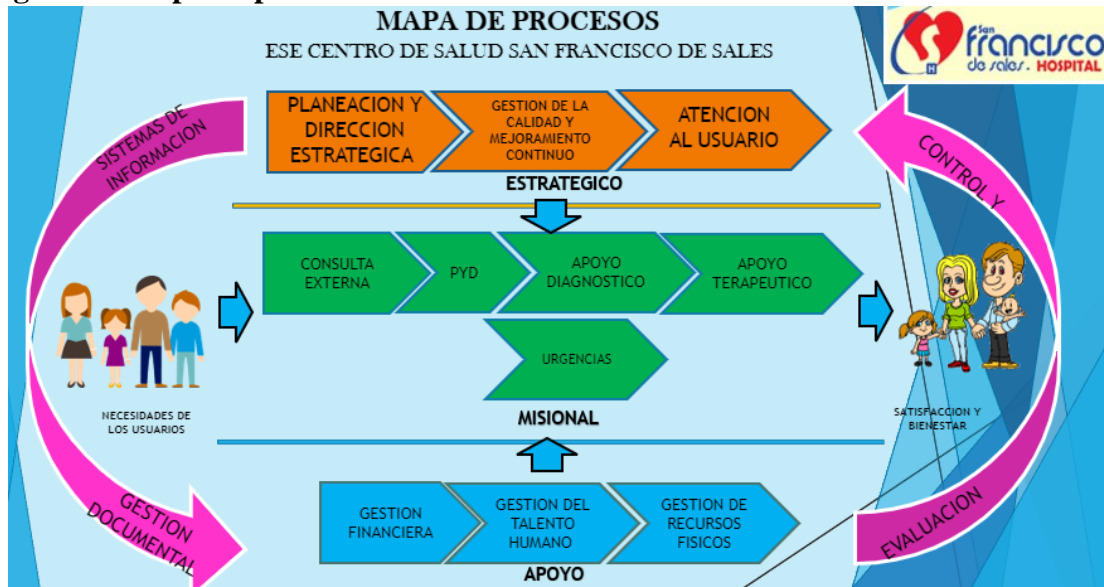 MAPA DE PROCESOS
ESE CENTRO DE SALUD SAN FRANCISCO DE SALES
San
francisco
de sales. HOSPITAL
H
SISTEMAS DE
INFORMACION
PLANEACION Y
DIRECCION
ESTRATEGICA
GESTION DE LA
CALIDAD Y
MEJORAMIENTO
CONTINUO
ATENCION
AL USUARIO
CONTROL Y
ESTRATEGICO
CONSULTA
EXTERNA
PYD
APOYO
DIAGNOSTICO
APOYO
TERAPEUTICO
URGENCIAS
NECESIDADES DE
LOS USUARIOS
MISIONAL
SATISFACCION Y
BIENESTAR
GESTION
DOCUMENTAL
GESTION
FINANCIERA
GESTION DEL
TALENTO
HUMANO
GESTION DE
RECURSOS
FISICOS
EVALUACION
APOYO